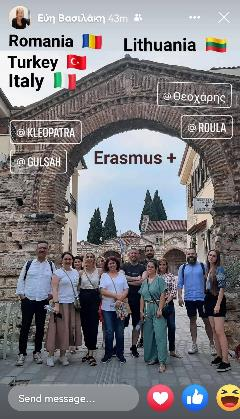 Εύη Βασιλάκη 43m
Romania
Lithuania
Turkey
Italy
@Θεοχάρης
@KLEOPATRA
@ROULA
@GULSAH
Erasmus +
Send message...